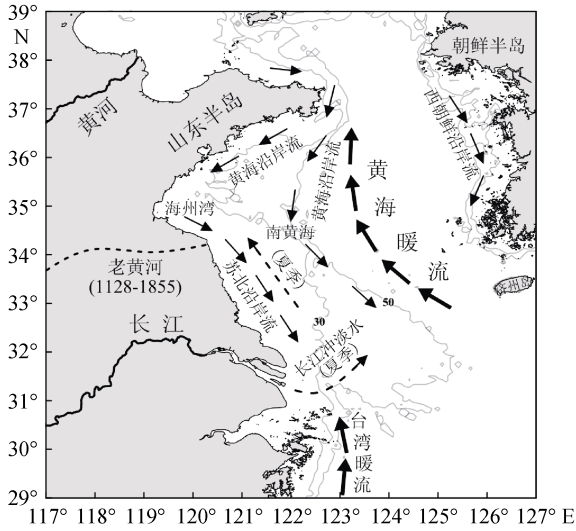 39°
N
38°
37°
36°
35°
34°
33°
32°
31°
30°
29°
117° 118° 119° 120° 121° 122° 123° 124° 125° 126° 127° E
朝鲜半岛
黄河
山东半岛
西朝鲜沿岸流
黄海沿岸流
黄海沿岸流
黄海暖流
海州湾
南黄海
(夏季)
老黄河
(1128-1855)
苏北沿岸流
济州岛
50
30
长江
长江冲淡水
(夏季)
台湾暖流